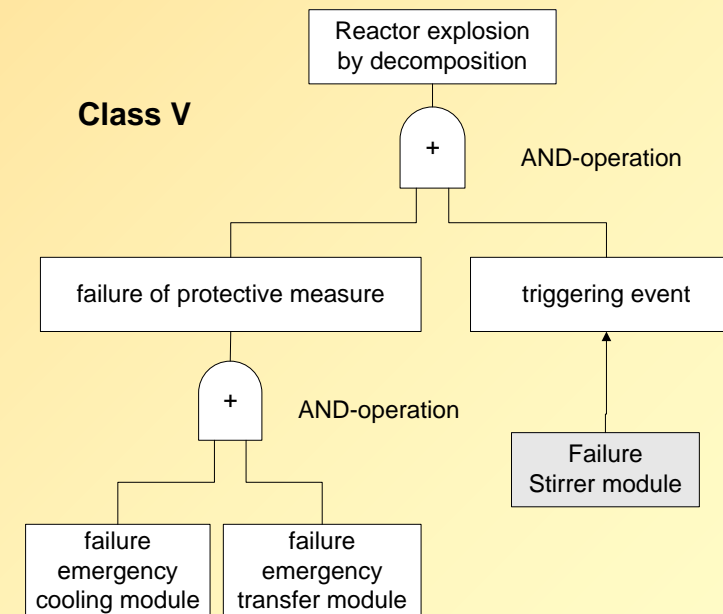 Reactor explosion
by decomposition
Class V
+
AND-operation
failure of protective measure
triggering event
+
AND-operation
Failure
Stirrer module
failure
emergency
cooling module
failure
emergency
transfer module